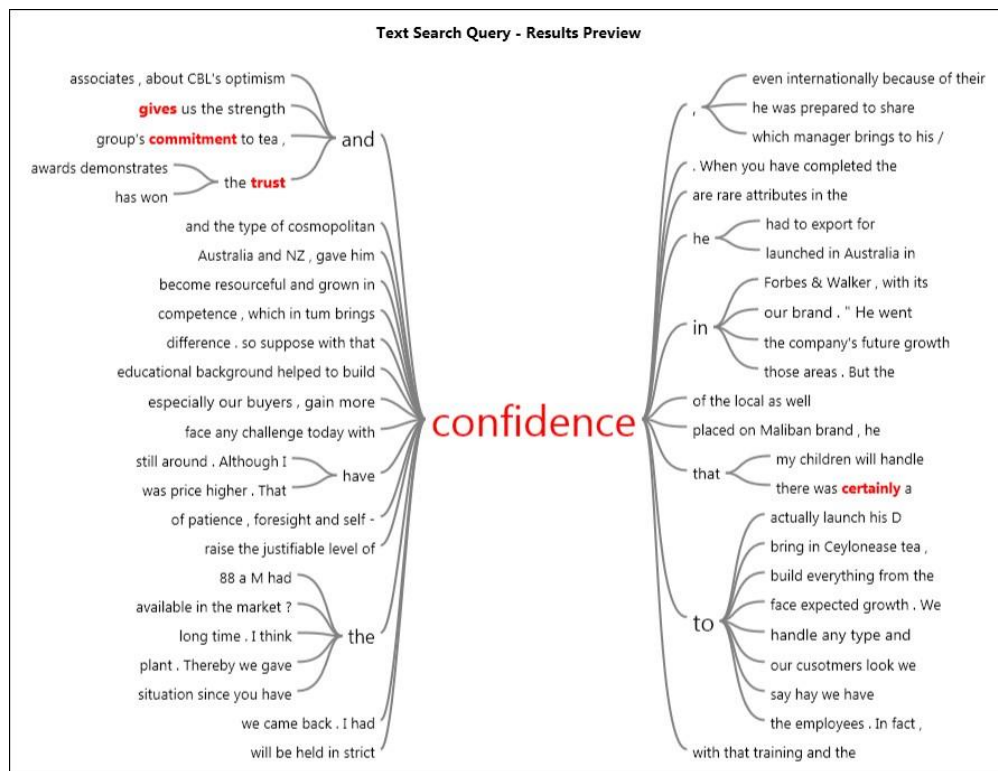 Text Search Query - Results Preview
associates , about CBL's optimism
gives us the strength
group's commitment to tea ,
and
awards demonstrates
has won
the trust
and the type of cosmopolitan
Australia and NZ , gave him
become resourceful and grown in
competence , which in tum brings
difference . so suppose with that
educational background helped to build
especially our buyers , gain more
face any challenge today with
still around . Although I
was price higher . That
have
of patience , foresight and self -
raise the justifiable level of
88 a M had
available in the market ?
long time . I think
plant . Thereby we gave
situation since you have
the
we came back . I had
will be held in strict
confidence
,
even internationally because of their
he was prepared to share
which manager brings to his /
. When you have completed the
are rare attributes in the
he
had to export for
launched in Australia in
in
Forbes & Walker , with its
our brand . " He went
the company's future growth
those areas . But the
of the local as well
placed on Maliban brand , he
that
my children will handle
there was certainly a
to
actually launch his D
bring in Ceylonease tea ,
build everything from the
face expected growth . We
handle any type and
our cusotmers look we
say hay we have
the employees . In fact ,
with that training and the